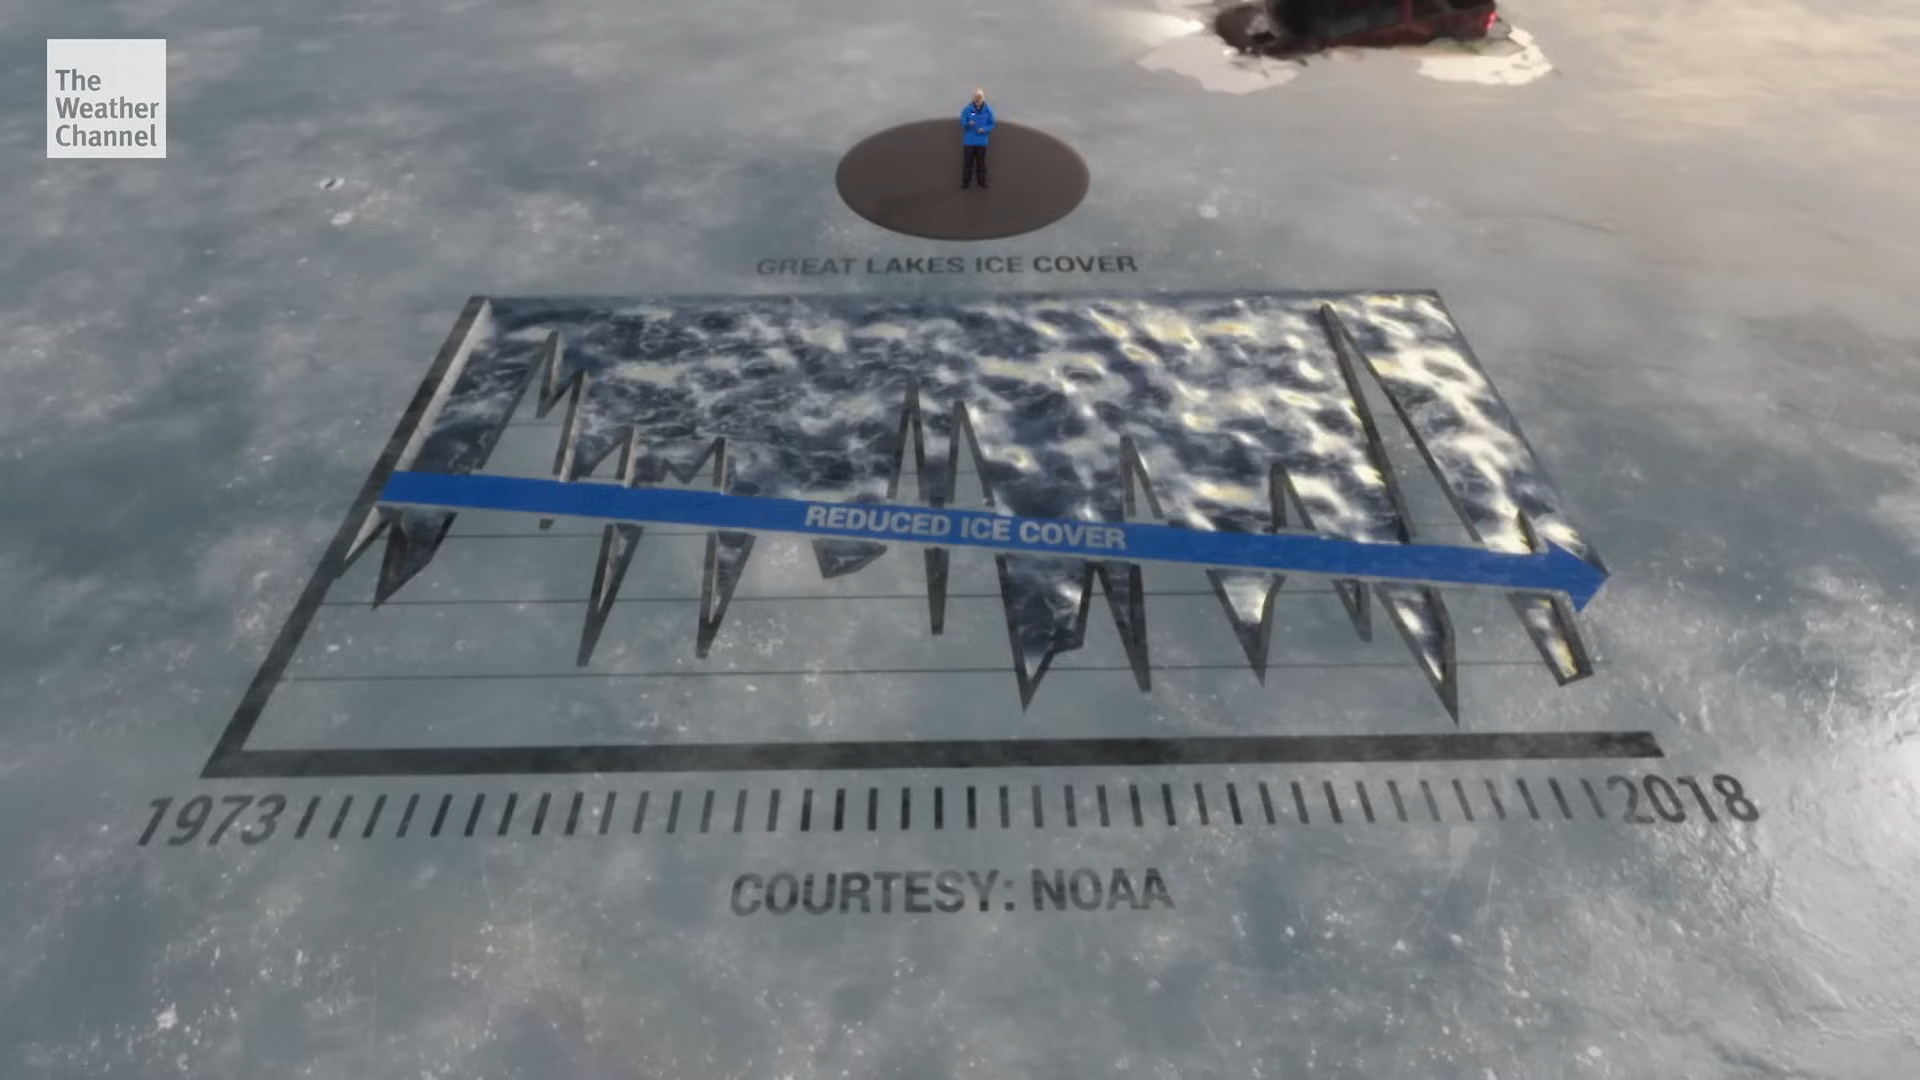 The
Weather
Channel
GREAT LAKES ICE COVER
REDUCED ICE COVER
1973
2018
COURTESY: NOAA